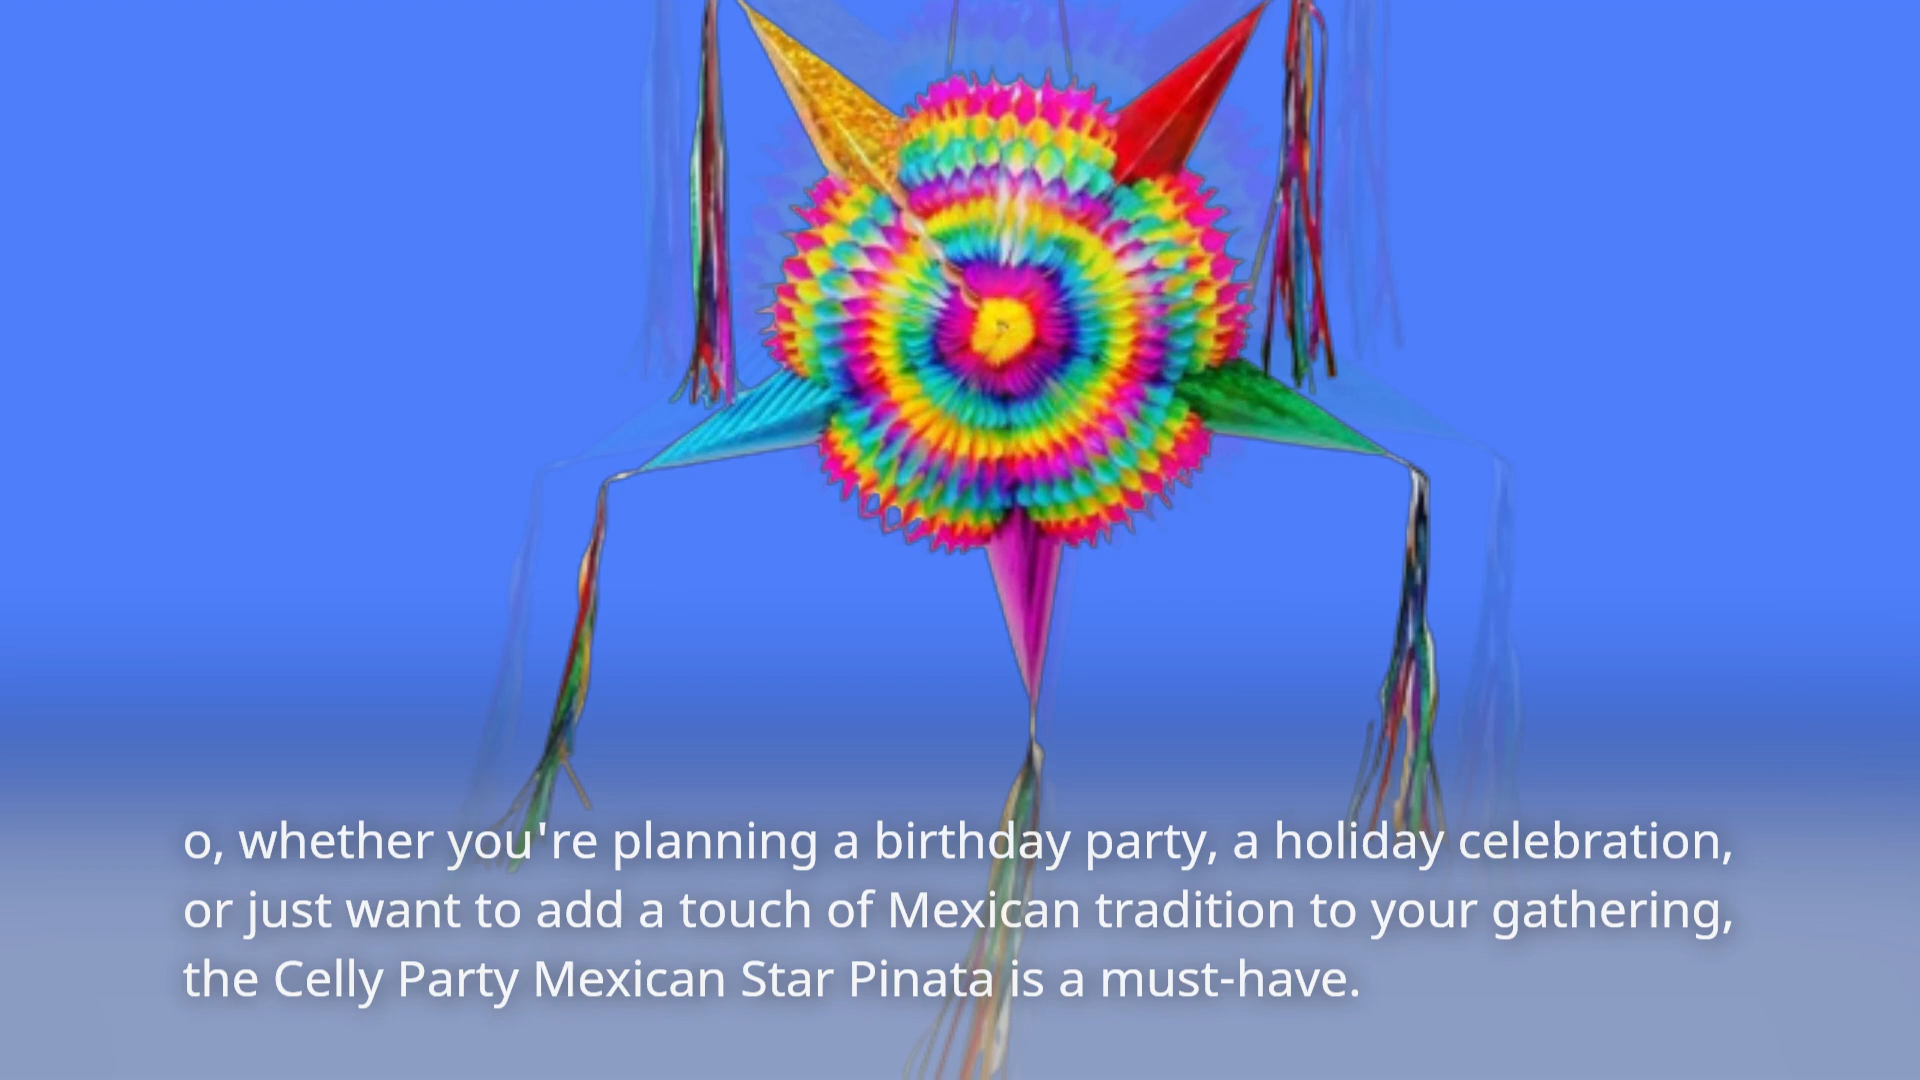 o, whether you're planning a birthday party, a holiday celebration,
or just want to add a touch of Mexican tradition to your gathering,
the Celly Party Mexican Star Pinata is a must-have.